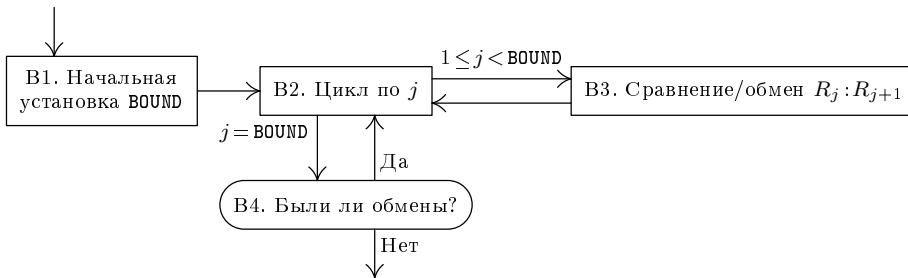 B1. Начальная
установка BOUND
B2. Цикл по j
1 ≤ j < BOUND
B3. Сравнение/обмен R_j : R_{j+1}
j = BOUND
Да
B4. Были ли обмены?
Нет